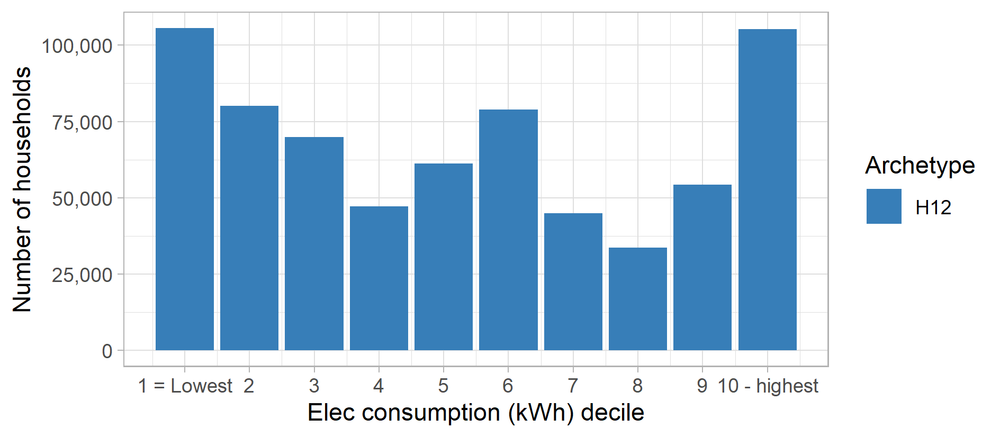 Number of households
100,000
75,000
50,000
25,000
0
1 = Lowest 2 3 4 5 6 7 8 9 10 - highest
Elec consumption (kWh) decile
Archetype
H12